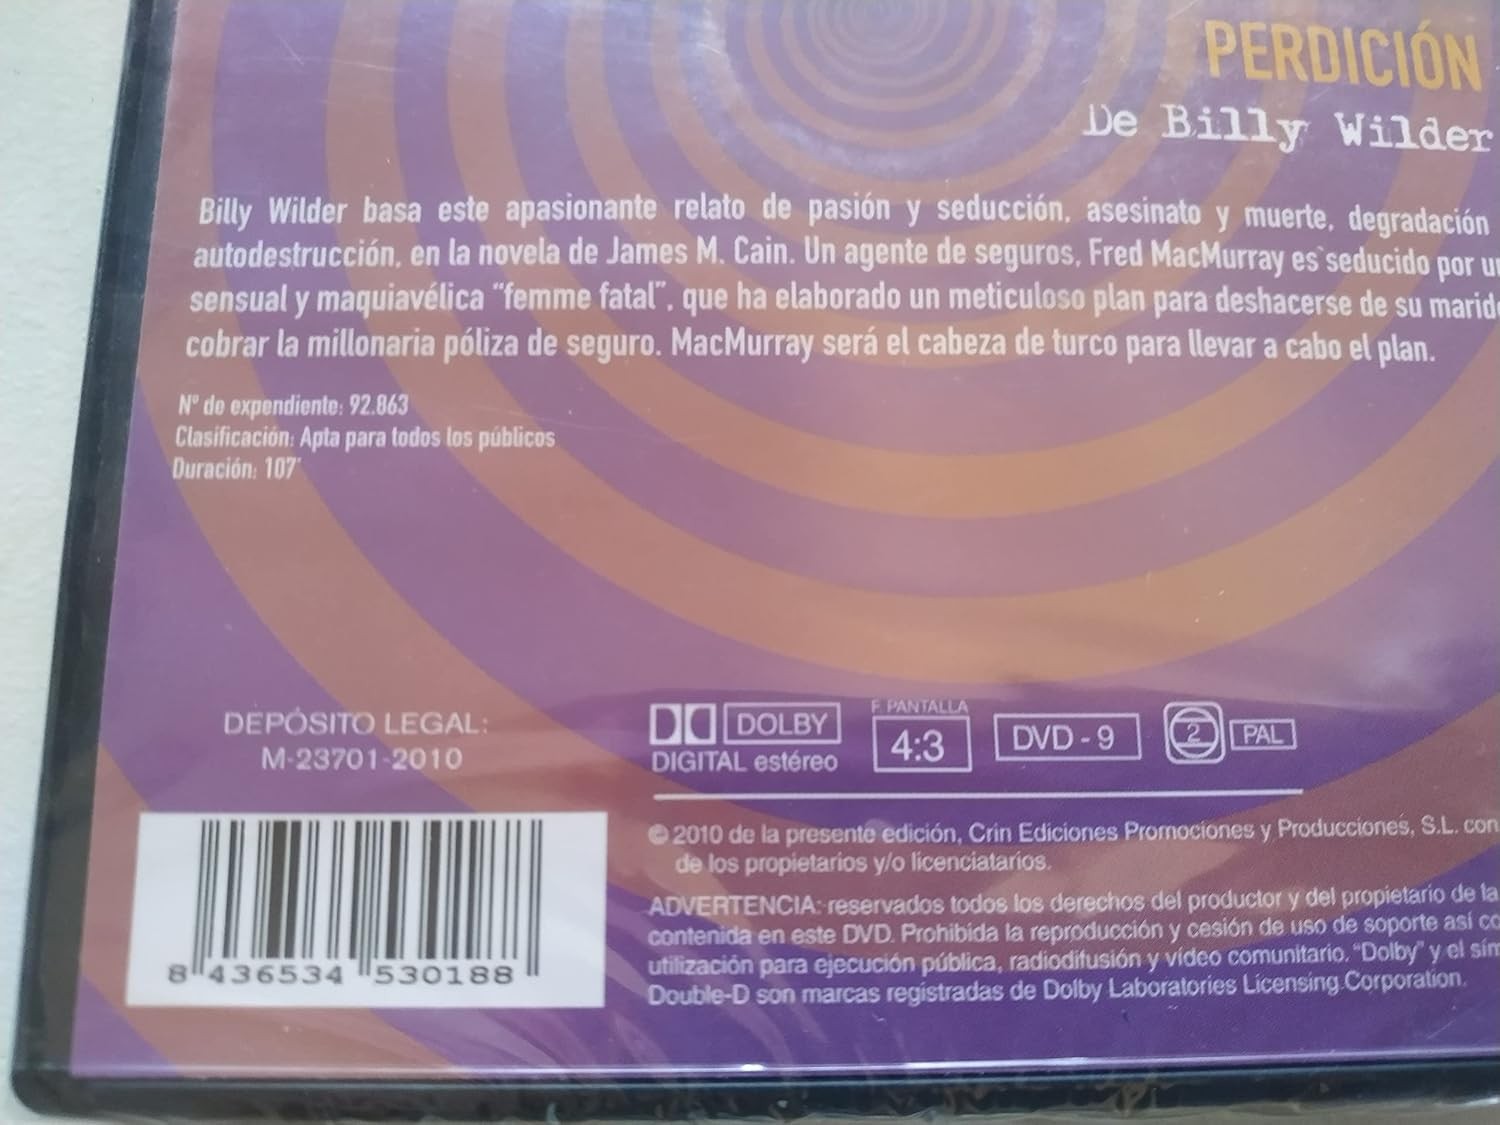 PERDICIÓN
De Billy Wilder
Billy Wilder basa este apasionante relato de pasión y seducción, asesinato y muerte, degradación
autodestrucción, en la novela de James M. Cain. Un agente de seguros, Fred MacMurray es seducido por
sensual y maquiavélica "femme fatal", que ha elaborado un meticuloso plan para deshacerse de su
cobrar la millonaria póliza de seguro. MacMurray será el cabeza de turco para llevar a cabo el plan.
Nº de expendiente: 92.863
Clasificación: Apta para todos los públicos
Duración: 107'
DEPÓSITO LEGAL:
M-23701-2010
DOLBY
DIGITAL estéreo
F. PANTALLA
4:3
DVD - 9
2
PAL
© 2010 de la presente edición, Crin Ediciones Promociones y Producciones, S.L. con
de los propietarios y/o licenciatarios.
ADVERTENCIA: reservados todos los derechos del productor y del propietario de la
contenida en este DVD. Prohibida la reproducción y cesión de uso de soporte así
utilización para ejecución pública, radiodifusión y vídeo comunitario. "Dolby" y el
Double-D son marcas registradas de Dolby Laboratories Licensing Corporation.
8 436534 530188